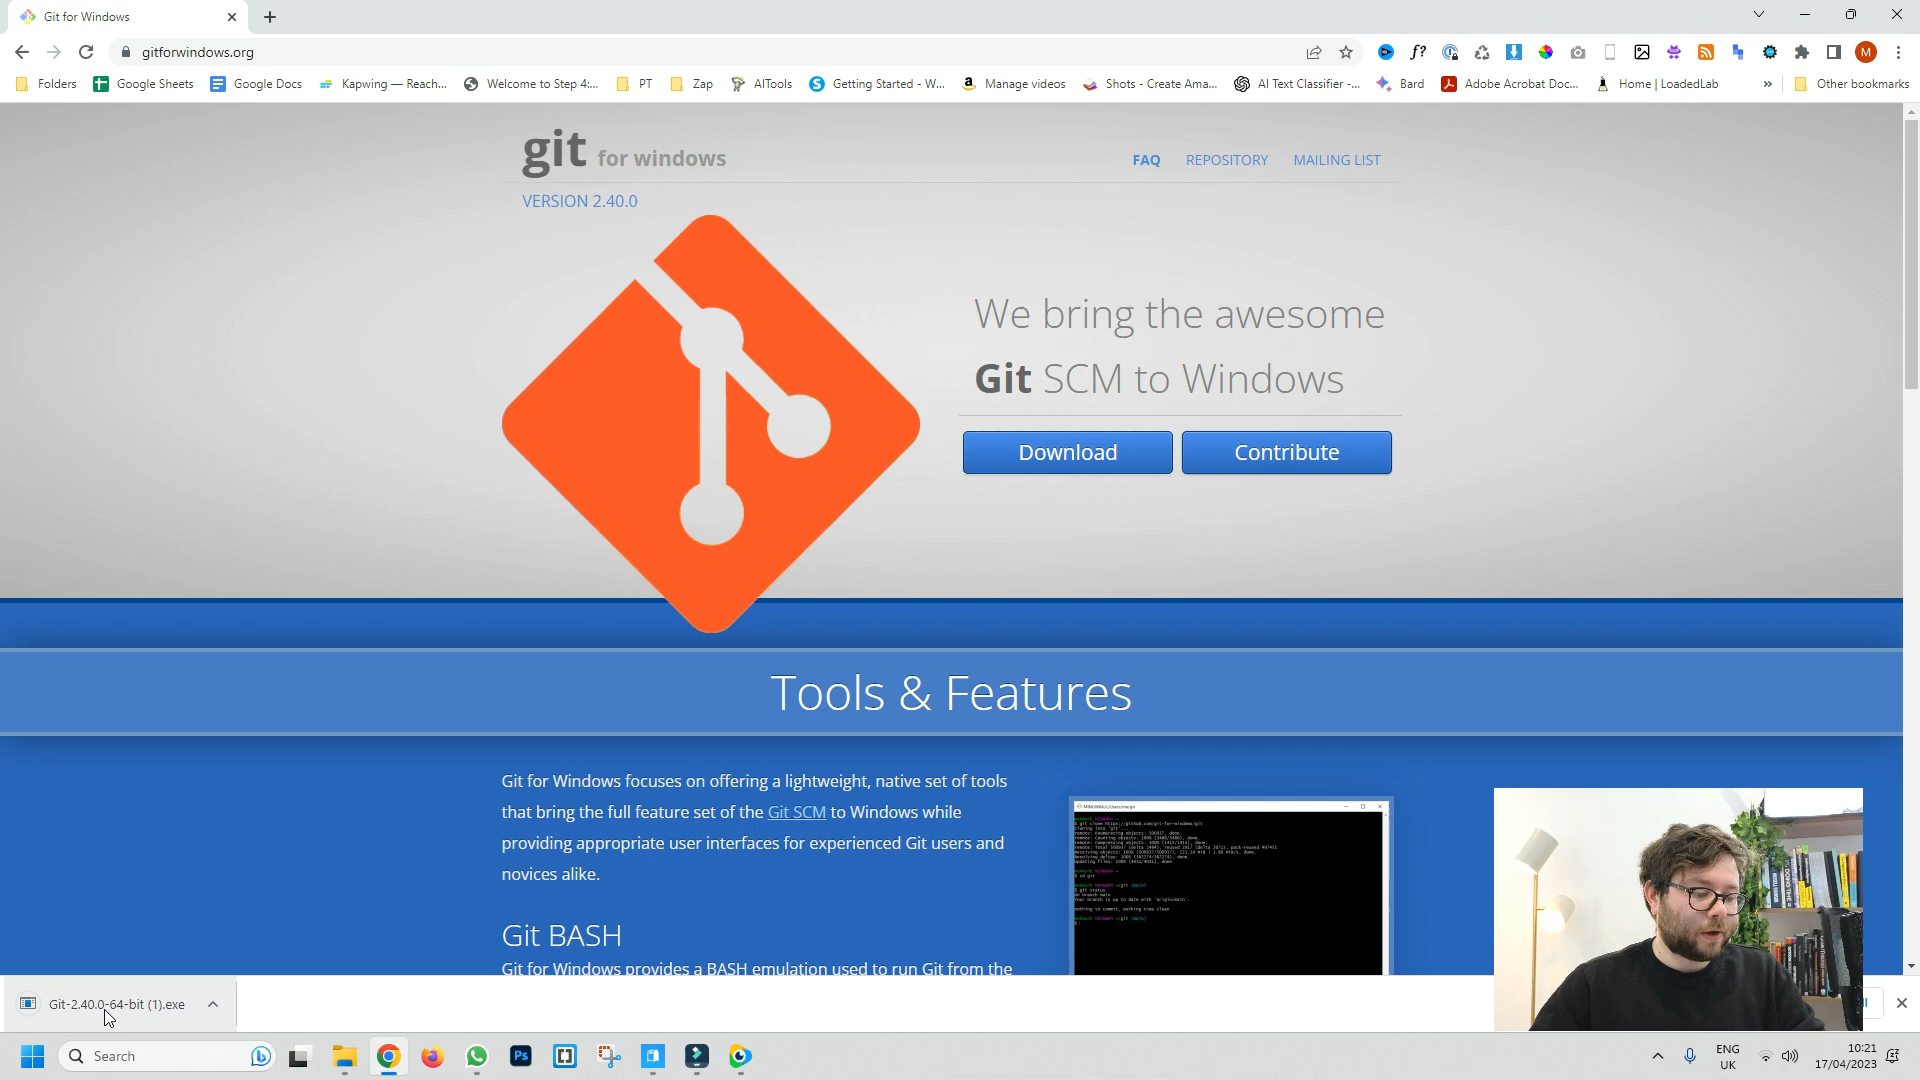 Git for Windows
gitforwindows.org
f?
M
Folders
Google Sheets
Google Docs
Kapwing — Reach...
Welcome to Step 4:...
PT
Zap
AITools
Getting Started - W...
Manage videos
Shots - Create Ama...
AI Text Classifier -...
Bard
Adobe Acrobat Doc...
Home | LoadedLab
»
Other bookmarks
git for windows
FAQ
REPOSITORY
MAILING LIST
VERSION 2.40.0
We bring the awesome
Git SCM to Windows
Download
Contribute
Tools & Features
Git for Windows focuses on offering a lightweight, native set of tools
that bring the full feature set of the Git SCM to Windows while
providing appropriate user interfaces for experienced Git users and
novices alike.
Git BASH
Git for Windows provides a BASH emulation used to run Git from the
Git-2.40.0-64-bit (1).exe
Search
Ps
ENG
UK
10:21
17/04/2023